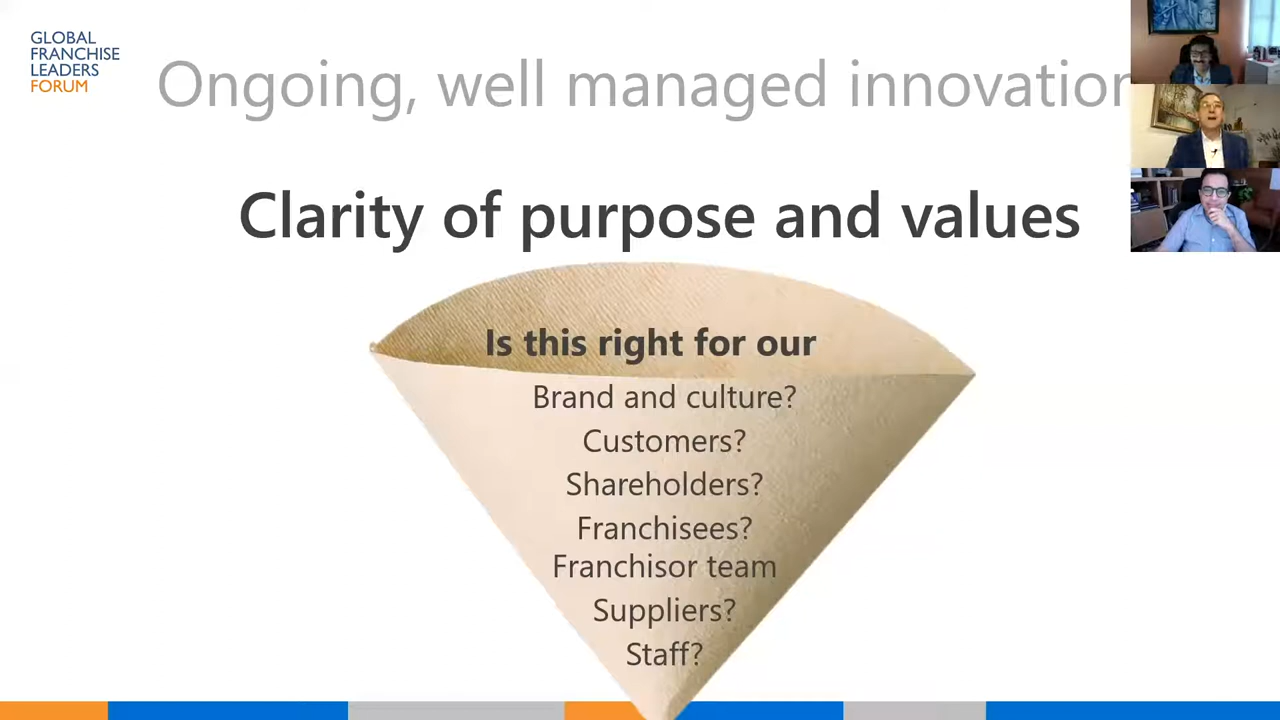 GLOBAL
FRANCHISE
LEADERS
FORUM
Ongoing, well managed innovation
Clarity of purpose and values
Is this right for our
Brand and culture?
Customers?
Shareholders?
Franchisees?
Franchisor team
Suppliers?
Staff?